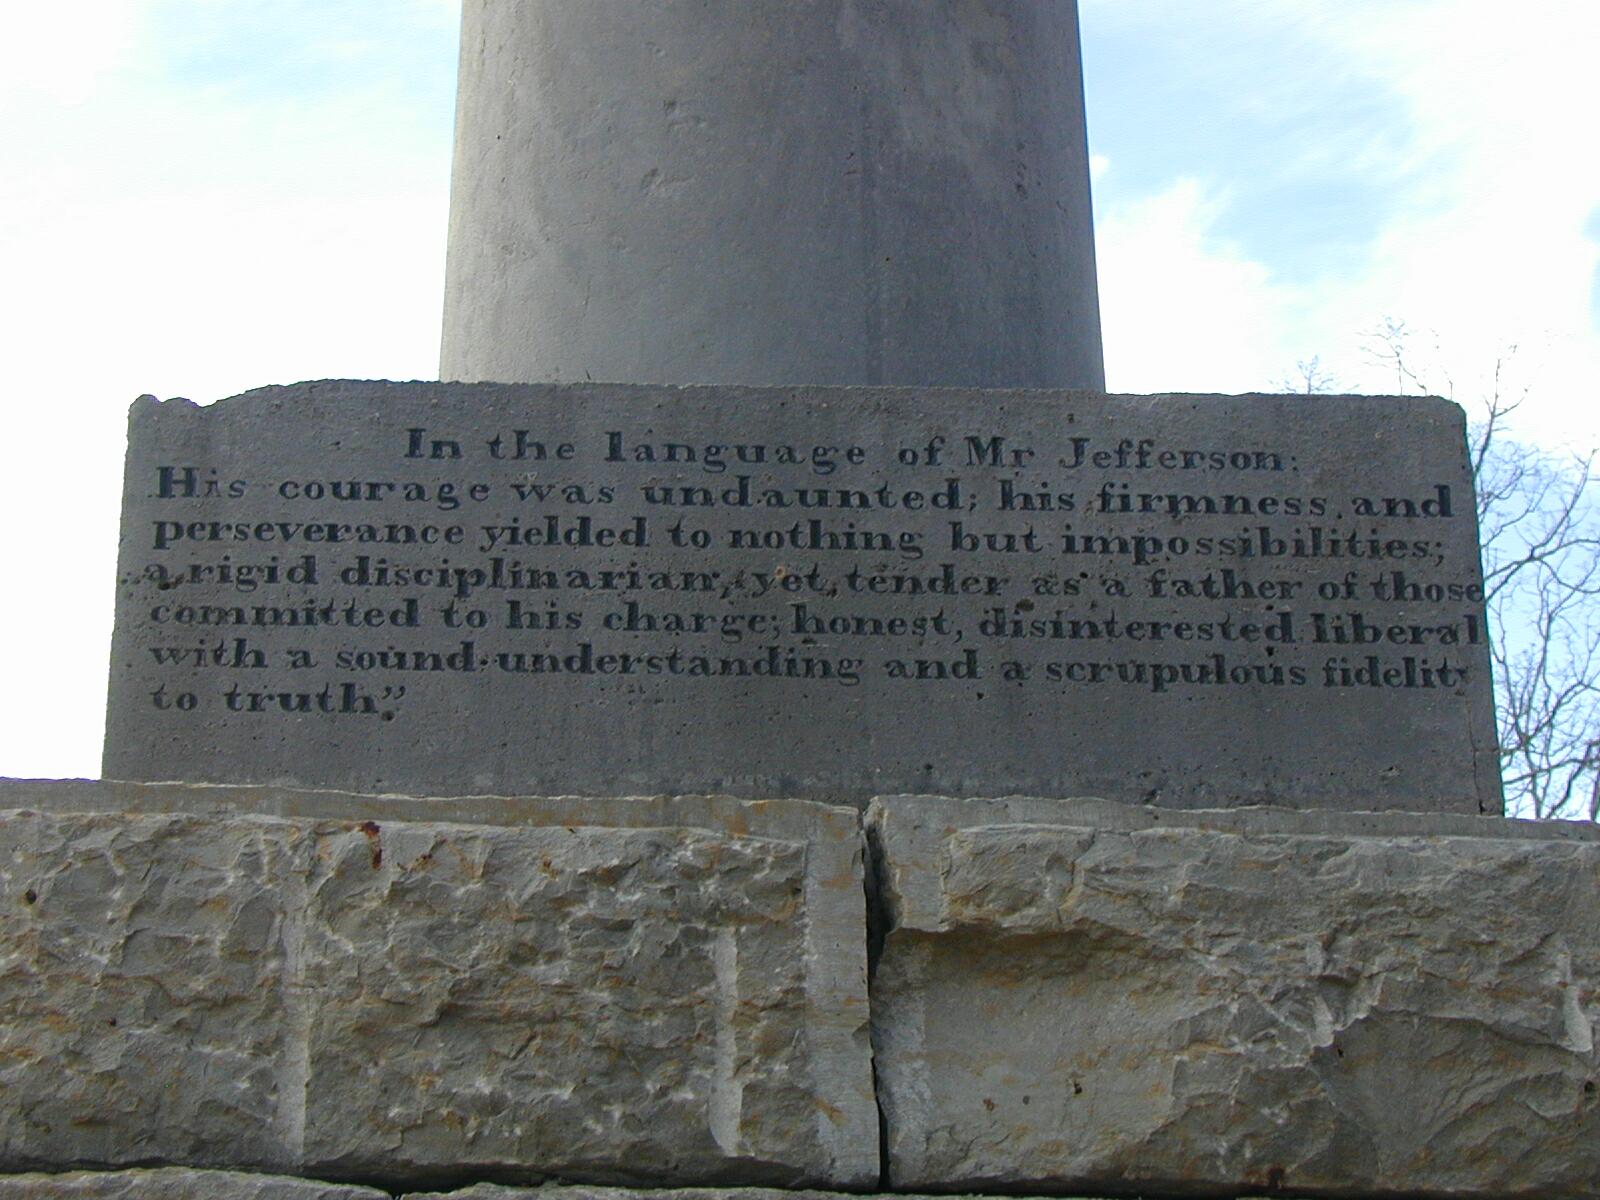 In the language of Mr Jefferson:
His courage was undaunted; his firmness and
perseverance yielded to nothing but impossibilities;
a rigid disciplinarian, yet tender as a father of those
committed to his charge; honest, disinterested liberal
with a sound understanding and a scrupulous fidelity
to truth."